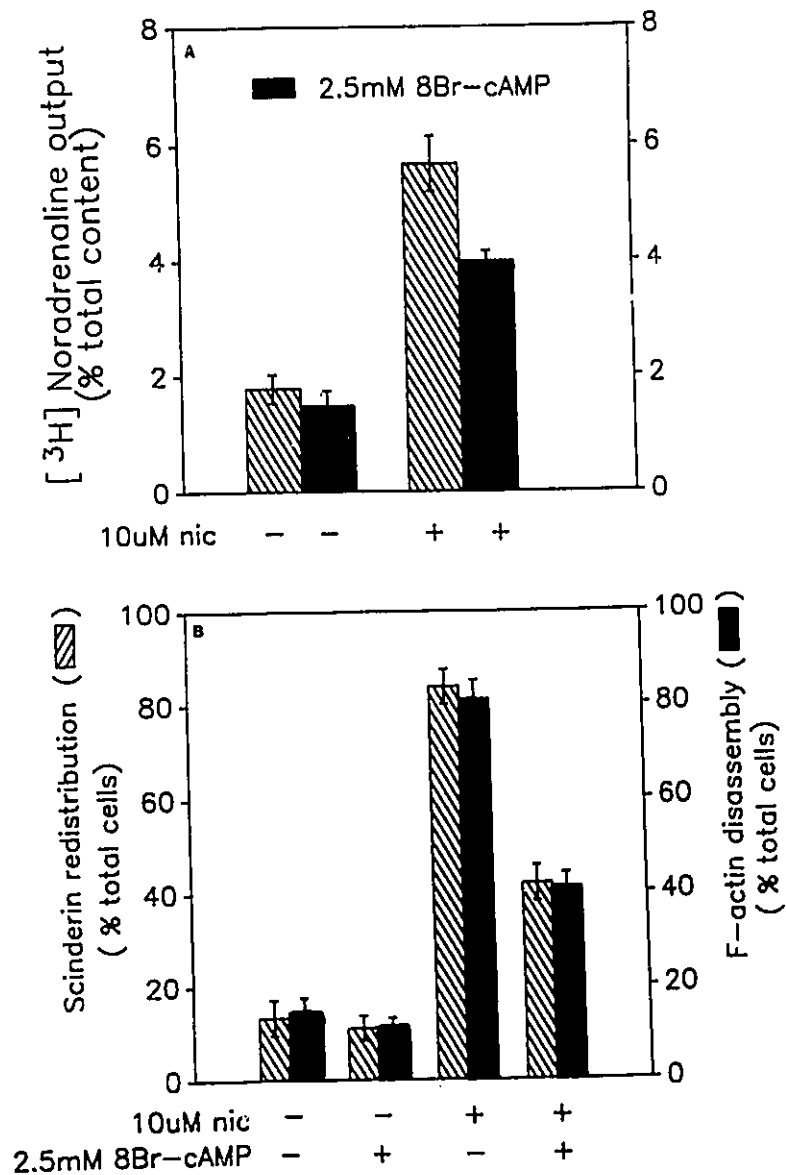 A
2.5mM 8Br-cAMP
[³H] Noradrenaline output
(% total content)
8
6
4
2
0
8
6
4
2
0
10uM nic − − + +
B
Scinderin redistribution ( )
( % total cells)
100
80
60
40
20
0
100
80
60
40
20
0
F-actin disassembly ( )
( % total cells)
10uM nic − − + +
2.5mM 8Br-cAMP − + − +